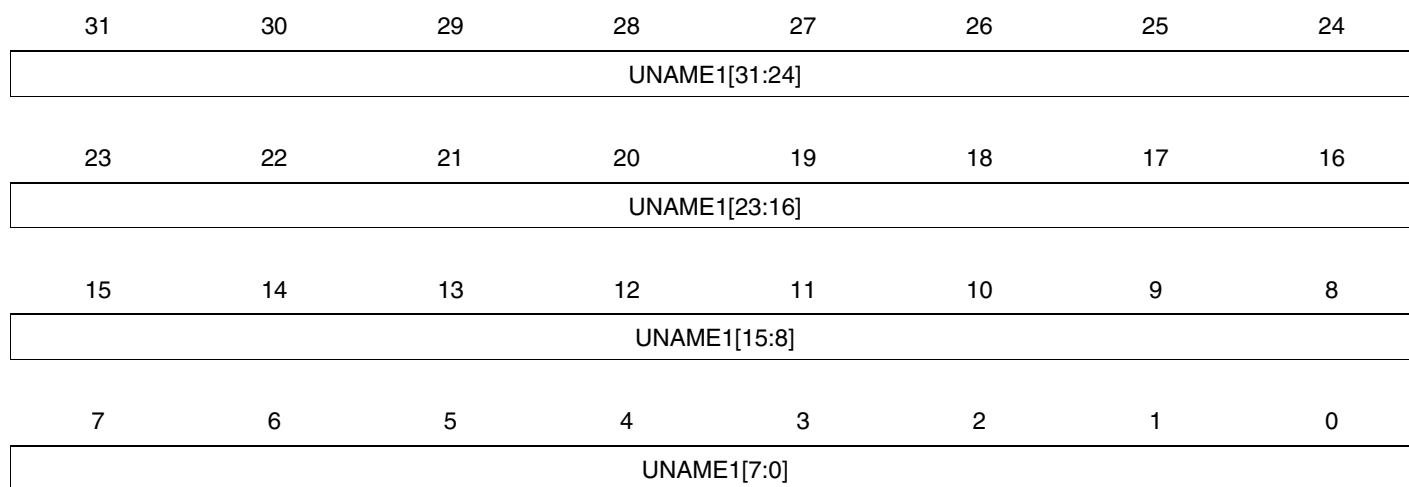 31 30 29 28 27 26 25 24
UNAME1[31:24]
23 22 21 20 19 18 17 16
UNAME1[23:16]
15 14 13 12 11 10 9 8
UNAME1[15:8]
7 6 5 4 3 2 1 0
UNAME1[7:0]